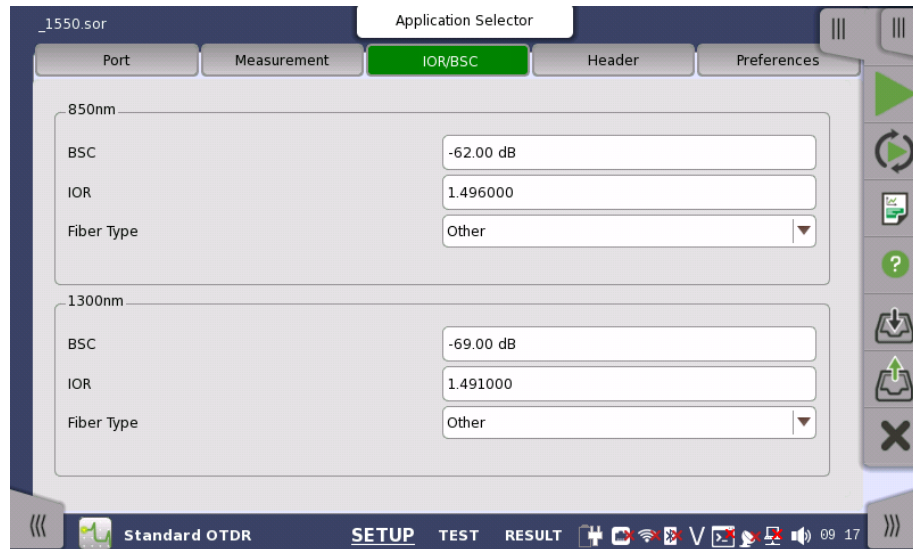 _1550.sor
Application Selector
Port
Measurement
IOR/BSC
Header
Preferences
850nm
BSC
-62.00 dB
IOR
1.496000
Fiber Type
Other
1300nm
BSC
-69.00 dB
IOR
1.491000
Fiber Type
Other
Standard OTDR
SETUP
TEST
RESULT
V
09 17